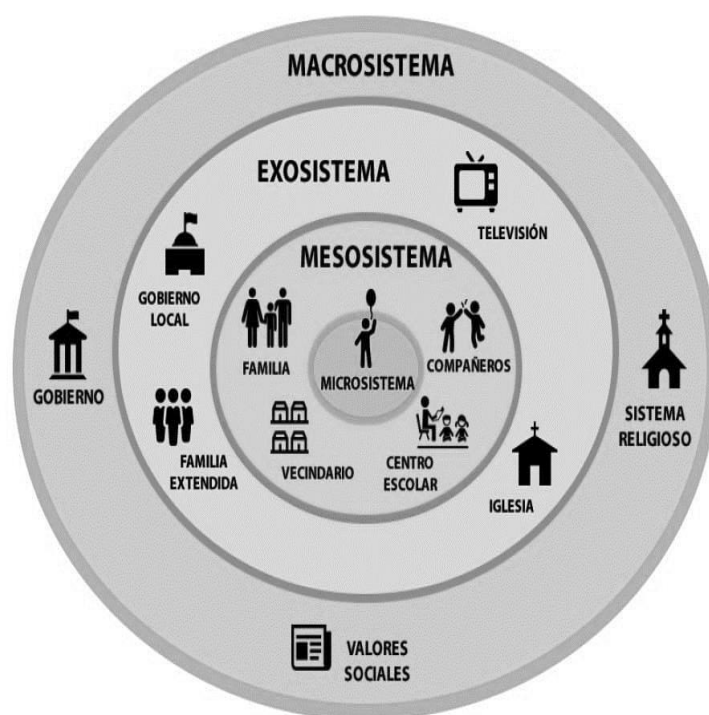 MACROSISTEMA
EXOSISTEMA
TELEVISIÓN
MESOSISTEMA
GOBIERNO
LOCAL
FAMILIA
COMPAÑEROS
MICROSISTEMA
GOBIERNO
SISTEMA
RELIGIOSO
FAMILIA
EXTENDIDA
VECINDARIO
CENTRO
ESCOLAR
IGLESIA
VALORES
SOCIALES